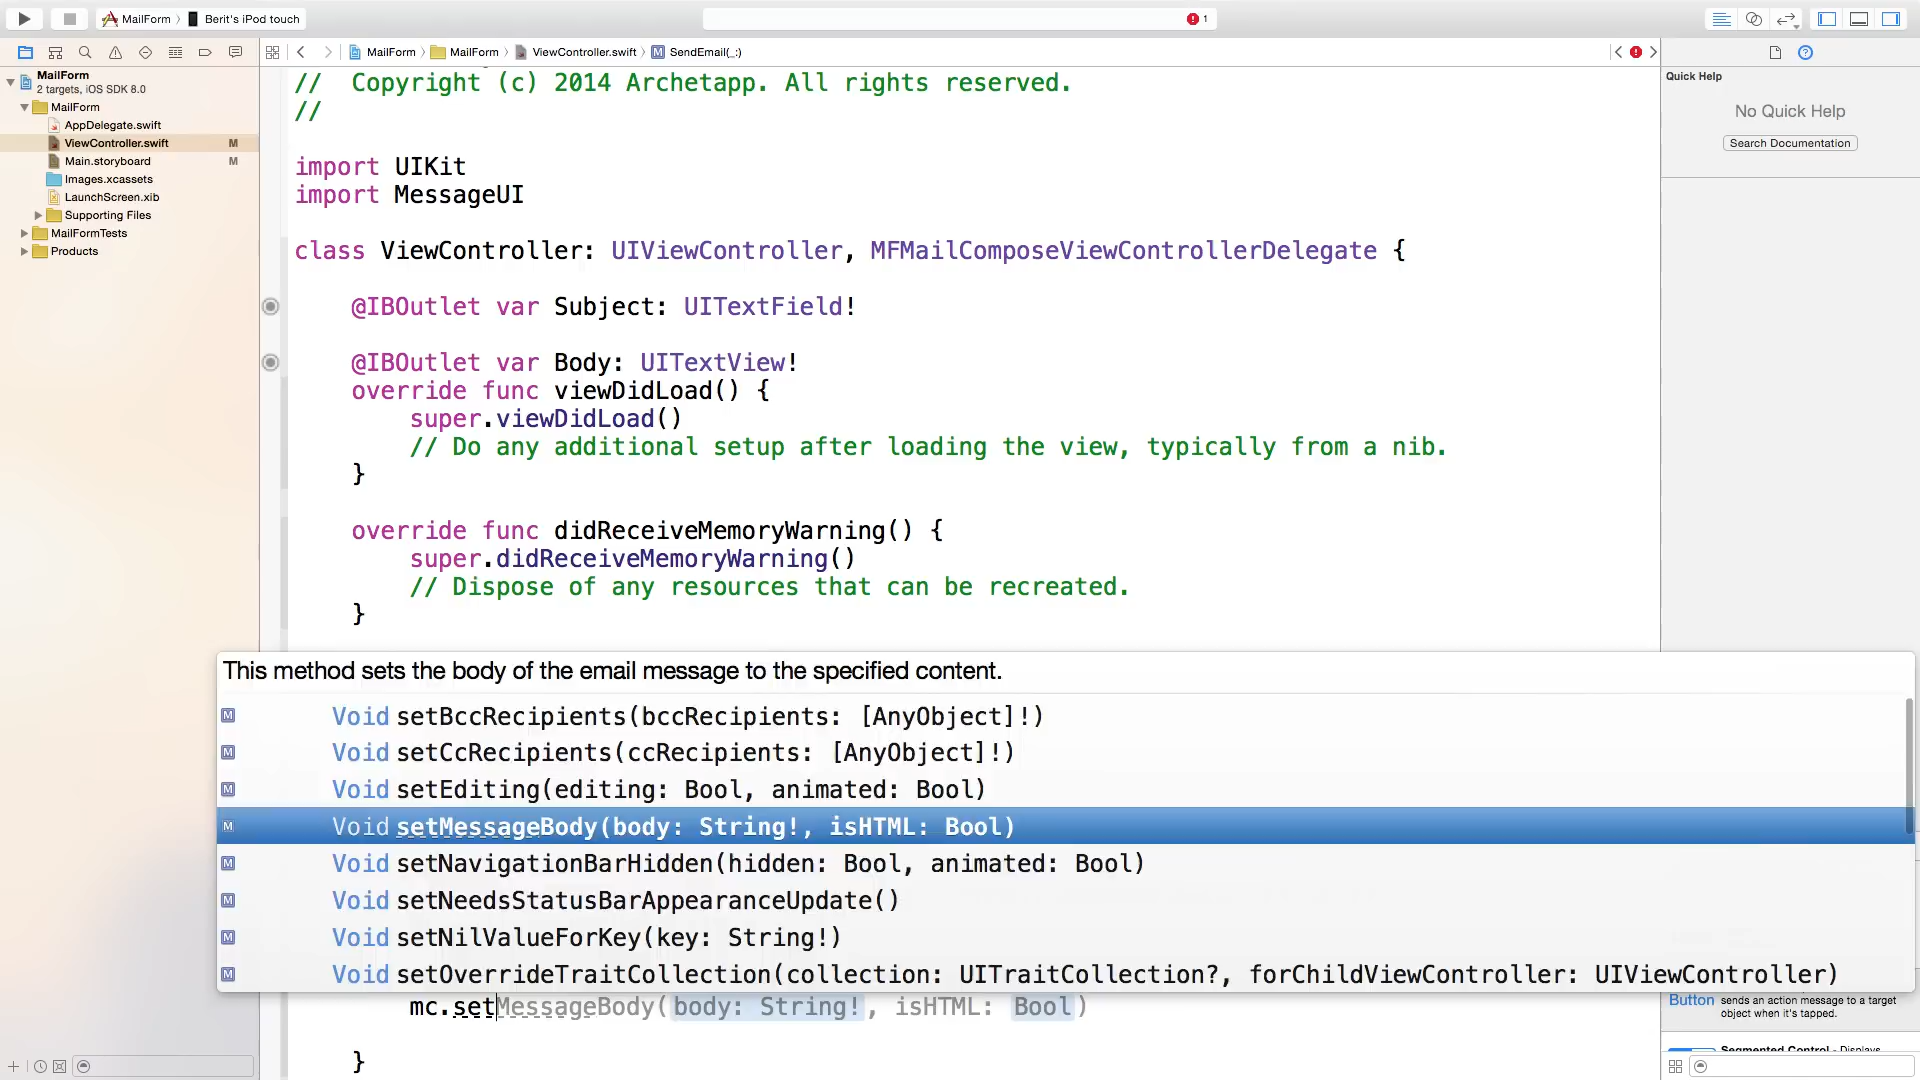 MailForm › Berit's iPod touch
1
MailForm › MailForm › ViewController.swift › SendEmail(_:)
MailForm
2 targets, iOS SDK 8.0
MailForm
AppDelegate.swift
ViewController.swift M
Main.storyboard M
Images.xcassets
LaunchScreen.xib
Supporting Files
MailFormTests
Products
//  Copyright (c) 2014 Archetapp. All rights reserved.
//
import UIKit
import MessageUI
class ViewController: UIViewController, MFMailComposeViewControllerDelegate {
@IBOutlet var Subject: UITextField!
@IBOutlet var Body: UITextView!
override func viewDidLoad() {
super.viewDidLoad()
// Do any additional setup after loading the view, typically from a nib.
}
override func didReceiveMemoryWarning() {
super.didReceiveMemoryWarning()
// Dispose of any resources that can be recreated.
}
This method sets the body of the email message to the specified content.
M Void setBccRecipients(bccRecipients: [AnyObject]!)
M Void setCcRecipients(ccRecipients: [AnyObject]!)
M Void setEditing(editing: Bool, animated: Bool)
M Void setMessageBody(body: String!, isHTML: Bool)
M Void setNavigationBarHidden(hidden: Bool, animated: Bool)
M Void setNeedsStatusBarAppearanceUpdate()
M Void setNilValueForKey(key: String!)
M Void setOverrideTraitCollection(collection: UITraitCollection?, forChildViewController: UIViewController)
mc.setMessageBody(body: String!, isHTML: Bool)
}
Quick Help
No Quick Help
Search Documentation
Button sends an action message to a target
object when it's tapped.
Segmented Control - Displays